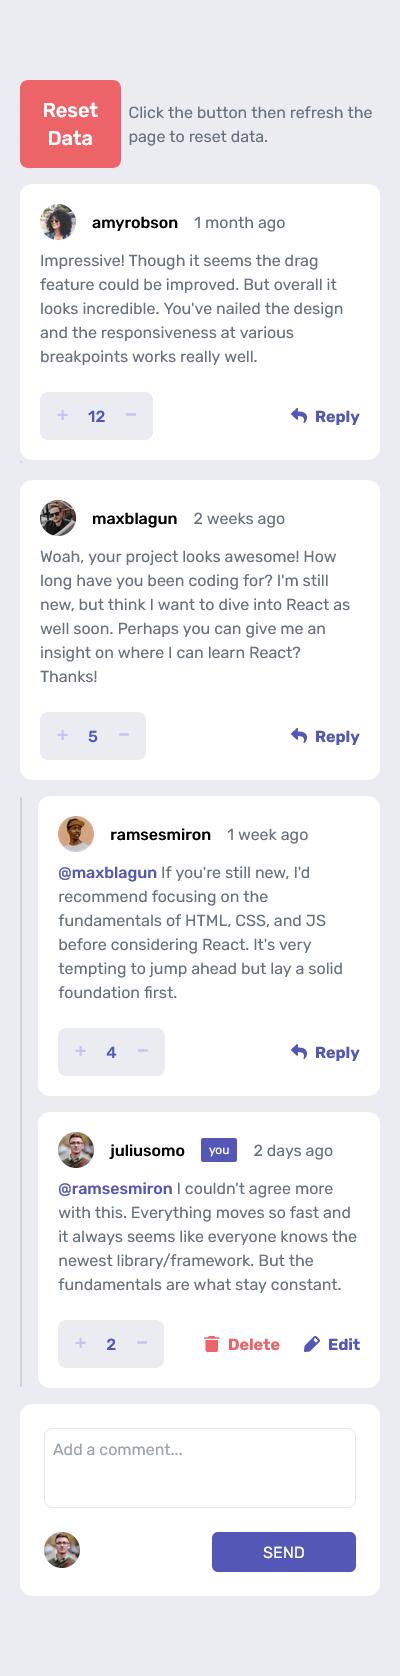 Reset
Data
Click the button then refresh the
page to reset data.
amyrobson 1 month ago
Impressive! Though it seems the drag
feature could be improved. But overall it
looks incredible. You've nailed the design
and the responsiveness at various
breakpoints works really well.
+ 12 −
Reply
maxblagun 2 weeks ago
Woah, your project looks awesome! How
long have you been coding for? I'm still
new, but think I want to dive into React as
well soon. Perhaps you can give me an
insight on where I can learn React?
Thanks!
+ 5 −
Reply
ramsesmiron 1 week ago
@maxblagun If you're still new, I'd
recommend focusing on the
fundamentals of HTML, CSS, and JS
before considering React. It's very
tempting to jump ahead but lay a solid
foundation first.
+ 4 −
Reply
juliusomo you 2 days ago
@ramsesmiron I couldn't agree more
with this. Everything moves so fast and
it always seems like everyone knows the
newest library/framework. But the
fundamentals are what stay constant.
+ 2 −
Delete Edit
Add a comment...
SEND